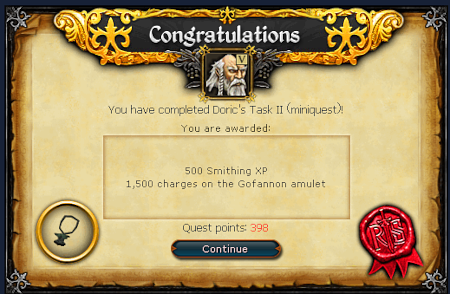 Congratulations
V
You have completed Doric's Task II (miniquest)!
You are awarded:
500 Smithing XP
1,500 charges on the Gofannon amulet
Quest points: 398
Continue